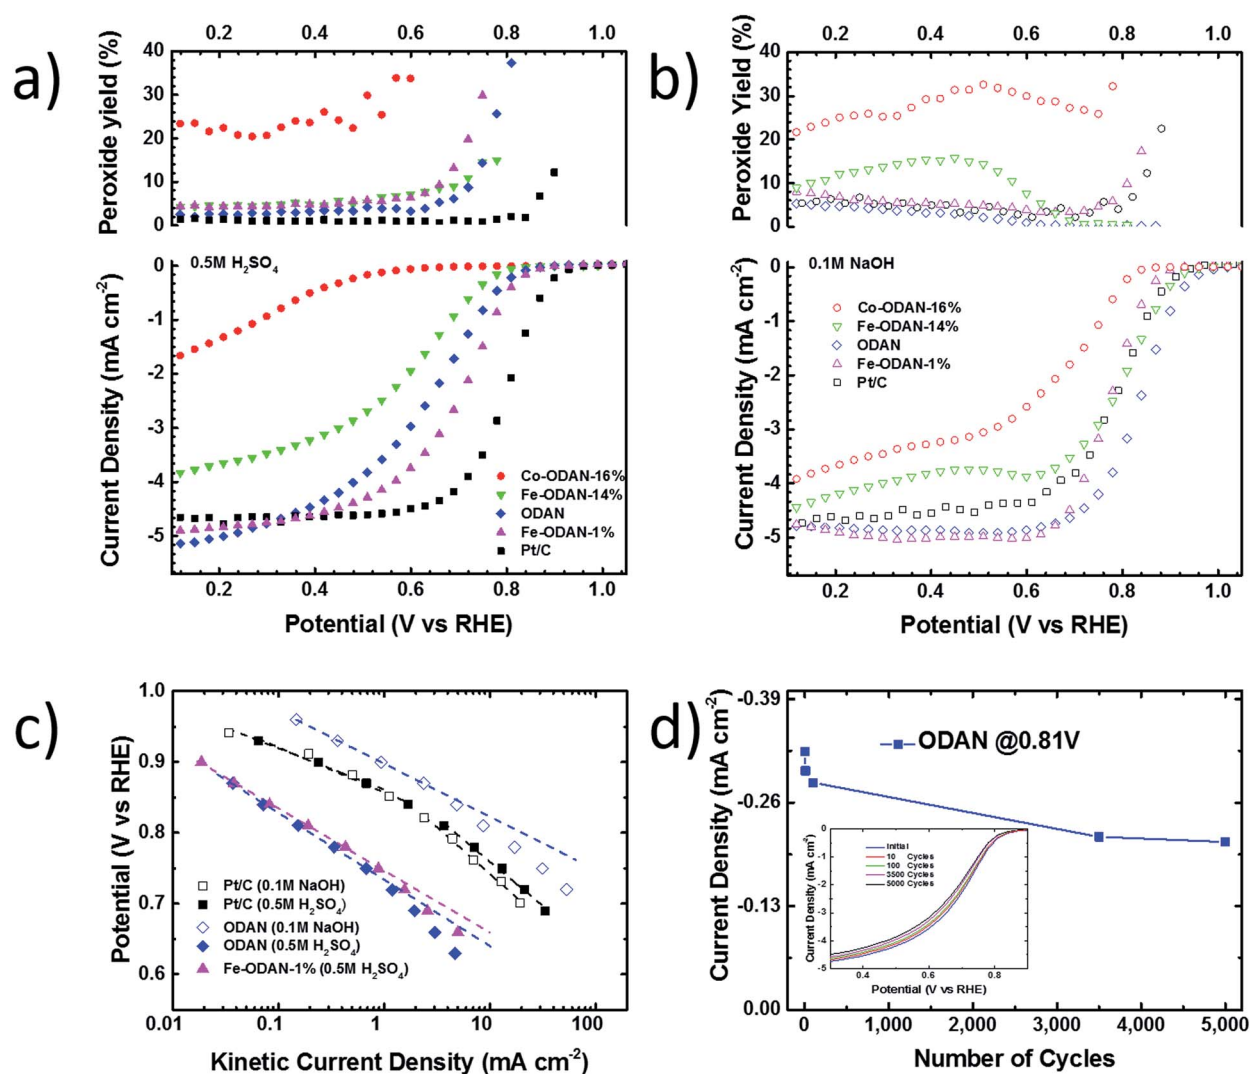 a)
0.2 0.4 0.6 0.8 1.0
Peroxide yield (%)
40
30
20
10
0
0.5M H₂SO₄
Current Density (mA cm⁻²)
0
-1
-2
-3
-4
-5
Co-ODAN-16%
Fe-ODAN-14%
ODAN
Fe-ODAN-1%
Pt/C
0.2 0.4 0.6 0.8 1.0
Potential (V vs RHE)
b)
0.2 0.4 0.6 0.8 1.0
Peroxide Yield (%)
40
30
20
10
0
0.1M NaOH
Current Density (mA cm⁻²)
0
-1
-2
-3
-4
-5
Co-ODAN-16%
Fe-ODAN-14%
ODAN
Fe-ODAN-1%
Pt/C
0.2 0.4 0.6 0.8 1.0
Potential (V vs RHE)
c)
Potential (V vs RHE)
1.0
0.9
0.8
0.7
0.6
Pt/C (0.1M NaOH)
Pt/C (0.5M H₂SO₄)
ODAN (0.1M NaOH)
ODAN (0.5M H₂SO₄)
Fe-ODAN-1% (0.5M H₂SO₄)
0.01 0.1 1 10 100
Kinetic Current Density (mA cm⁻²)
d)
Current Density (mA cm⁻²)
-0.39
-0.26
-0.13
0.00
ODAN @0.81V
Current Density (mA cm²)
0
-1
-2
-3
-4
-5
Initial
10 Cycles
100 Cycles
3500 Cycles
5000 Cycles
0.4 0.6 0.8
Potential (V vs RHE)
0 1,000 2,000 3,000 4,000 5,000
Number of Cycles